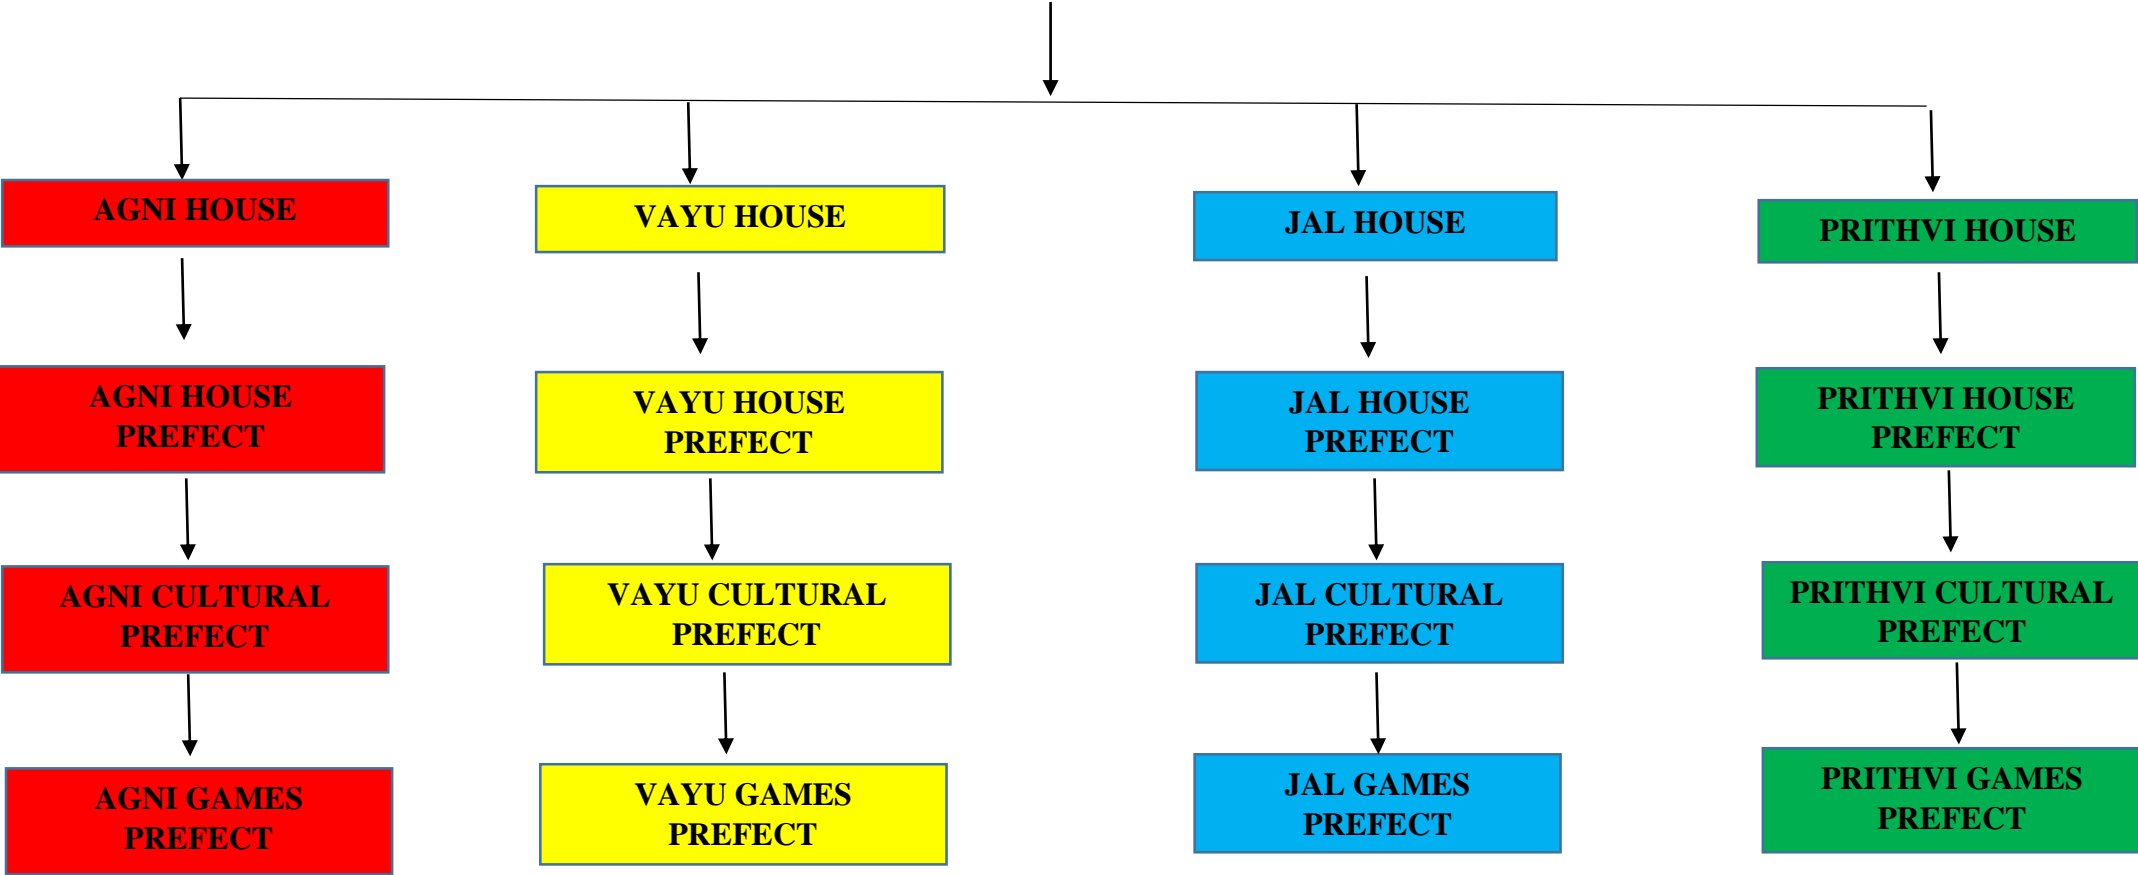 AGNI HOUSE
VAYU HOUSE
JAL HOUSE
PRITHVI HOUSE
AGNI HOUSE
PREFECT
VAYU HOUSE
PREFECT
JAL HOUSE
PREFECT
PRITHVI HOUSE
PREFECT
AGNI CULTURAL
PREFECT
VAYU CULTURAL
PREFECT
JAL CULTURAL
PREFECT
PRITHVI CULTURAL
PREFECT
AGNI GAMES
PREFECT
VAYU GAMES
PREFECT
JAL GAMES
PREFECT
PRITHVI GAMES
PREFECT